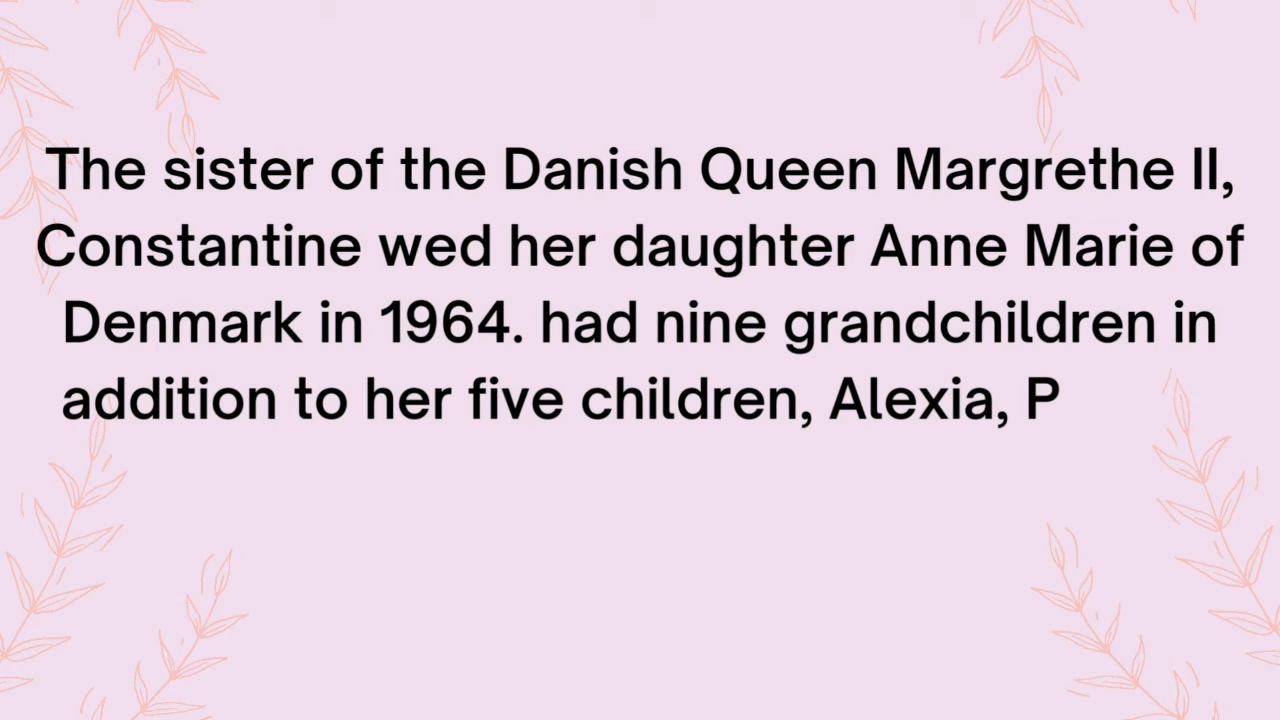 The sister of the Danish Queen Margrethe II,
Constantine wed her daughter Anne Marie of
Denmark in 1964. had nine grandchildren in
addition to her five children, Alexia, P